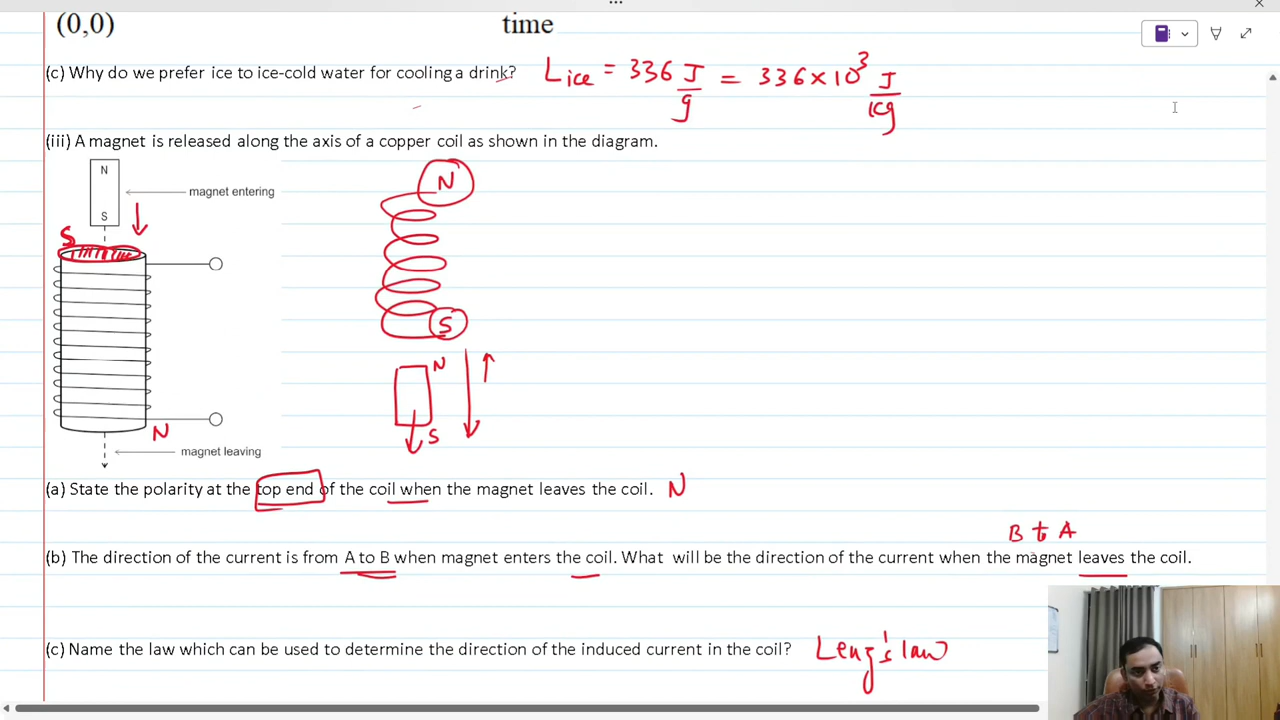 (0,0) time
(c) Why do we prefer ice to ice-cold water for cooling a drink? Lice = 336 J/g = 336×10³ J/kg
(iii) A magnet is released along the axis of a copper coil as shown in the diagram.
N
N
magnet entering
S
S
S
N
N
magnet leaving
S
(a) State the polarity at the top end of the coil when the magnet leaves the coil. N
B to A
(b) The direction of the current is from A to B when magnet enters the coil. What will be the direction of the current when the magnet leaves the coil.
(c) Name the law which can be used to determine the direction of the induced current in the coil? Lenz's law